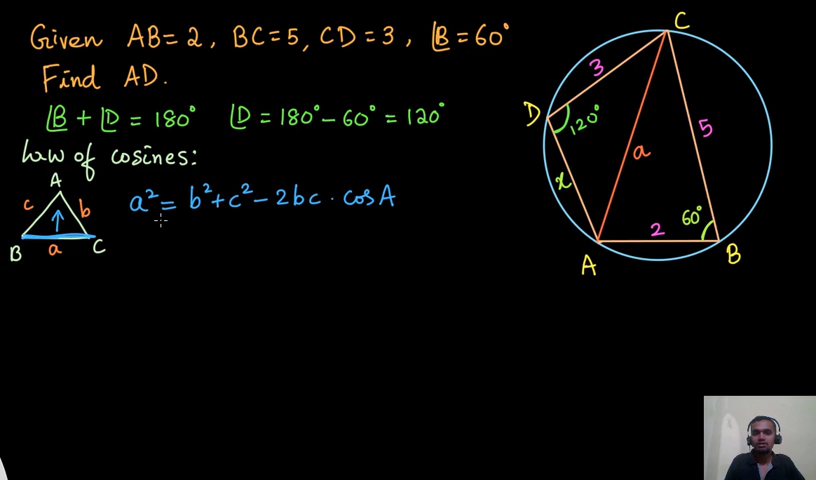 Given AB = 2, BC = 5, CD = 3, ∠B = 60°
Find AD.
∠B + ∠D = 180° ∠D = 180° - 60° = 120°
Law of cosines:
A
c b
B a C
a² = b² + c² - 2bc · cosA
C
3
D 120° 5
a
x
2 60°
A B